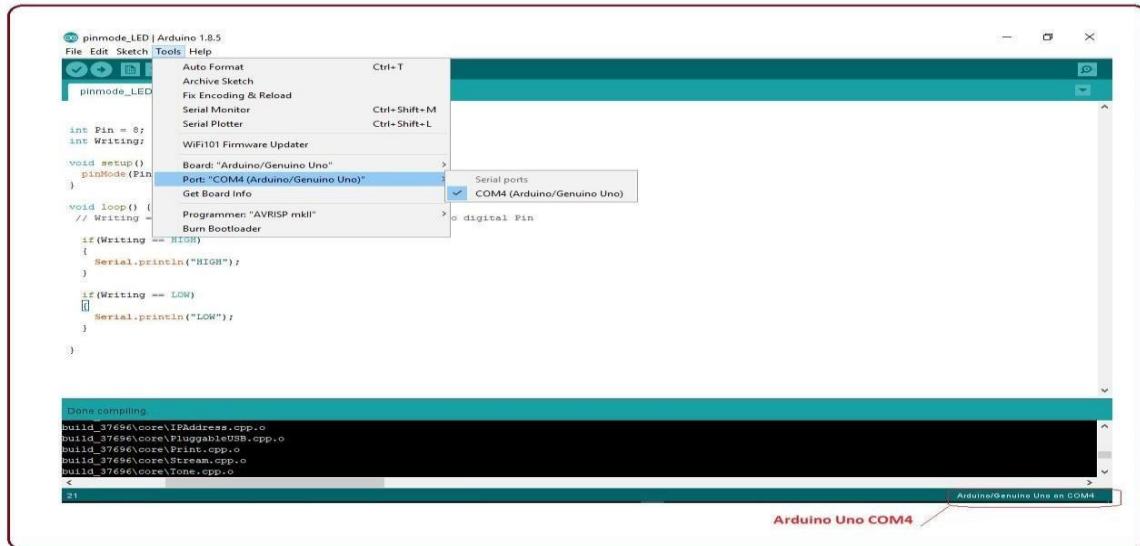 pinmode_LED | Arduino 1.8.5
File Edit Sketch Tools Help
pinmode_LED
Auto Format Ctrl+T
Archive Sketch
Fix Encoding & Reload
Serial Monitor Ctrl+Shift+M
Serial Plotter Ctrl+Shift+L
WiFi101 Firmware Updater
Board: "Arduino/Genuino Uno"
Port: "COM4 (Arduino/Genuino Uno)"
Get Board Info
Programmer: "AVRISP mkII"
Burn Bootloader
Serial ports
COM4 (Arduino/Genuino Uno)
int Pin = 8;
int Writing;
void setup()
pinMode(Pin
}
void loop() {
// Writing = o digital Pin
if(Writing == HIGH)
{
Serial.println("HIGH");
}
if(Writing == LOW)
{
Serial.println("LOW");
}
}
Done compiling.
build_37696\core\IPAddress.cpp.o
build_37696\core\PluggableUSB.cpp.o
build_37696\core\Print.cpp.o
build_37696\core\Stream.cpp.o
build_37696\core\Tone.cpp.o
21
Arduino/Genuino Uno on COM4
Arduino Uno COM4